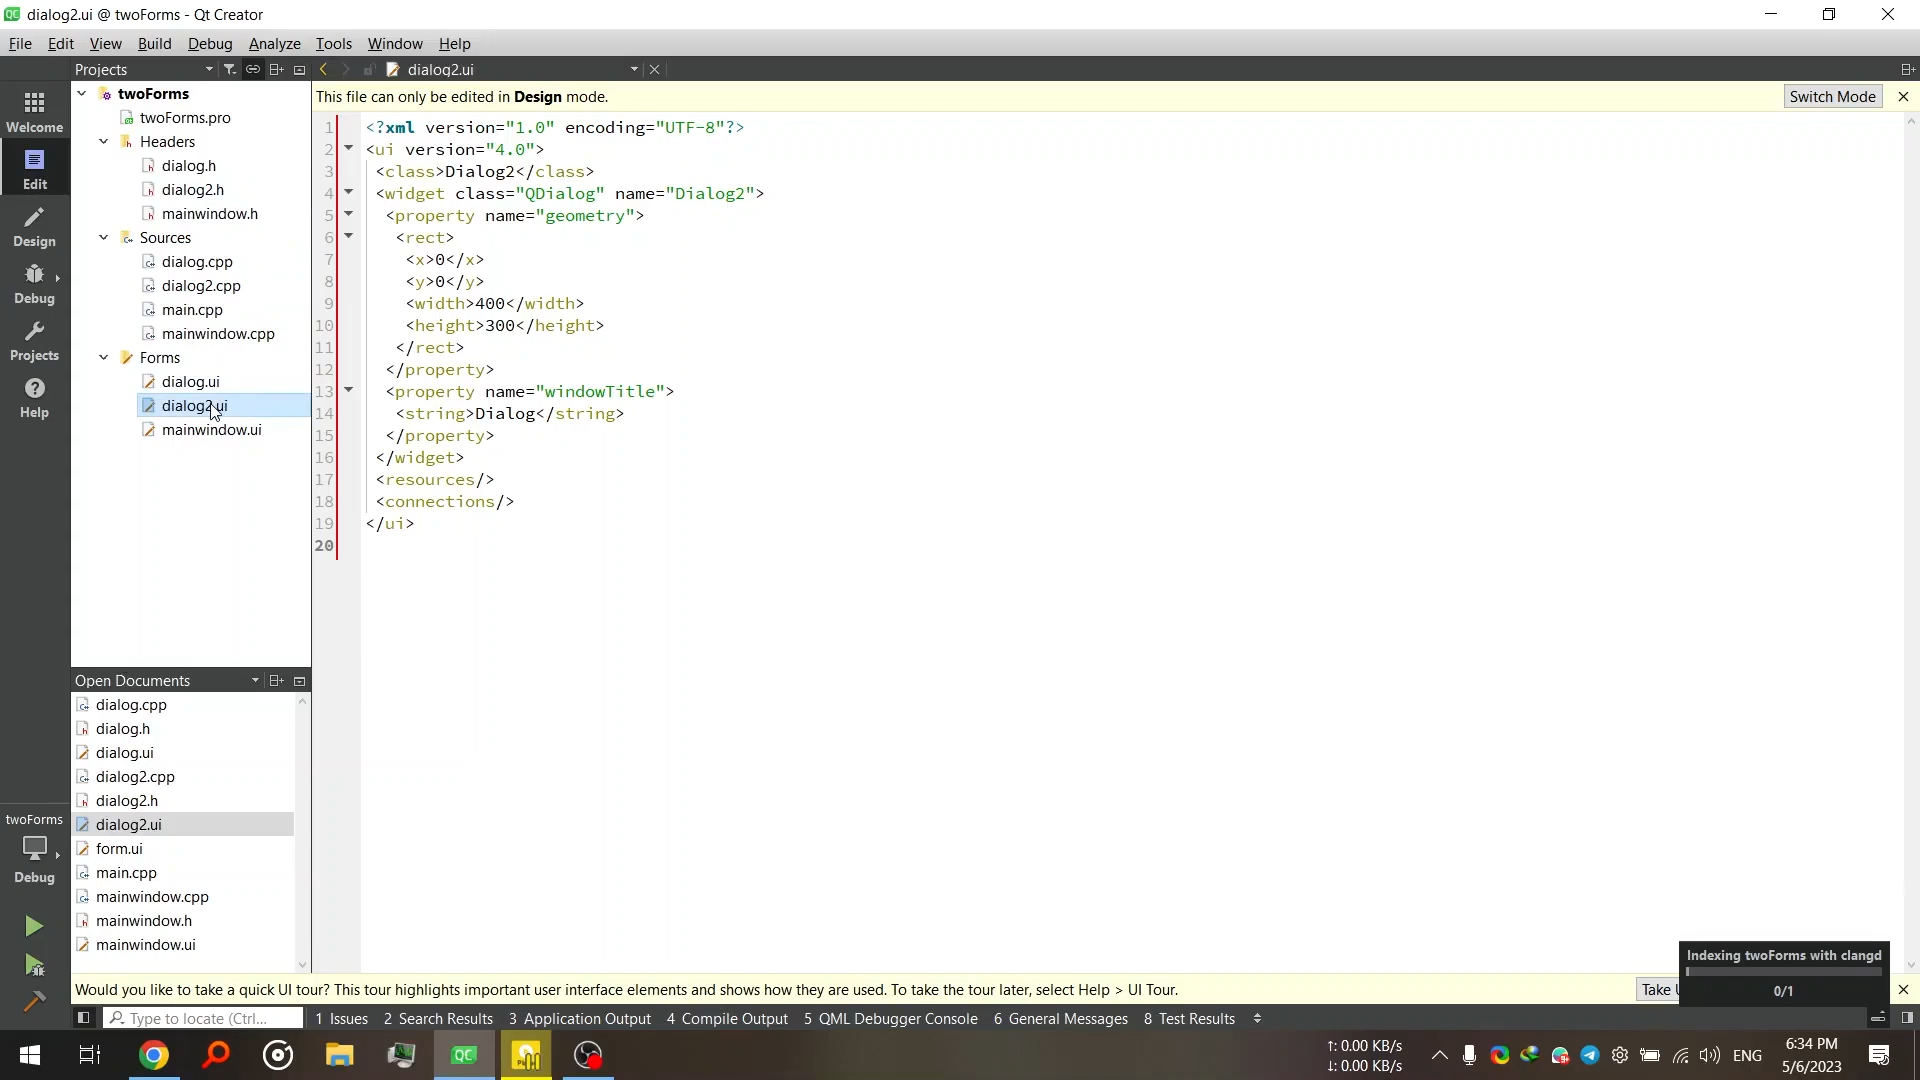 dialog2.ui @ twoForms - Qt Creator
File Edit View Build Debug Analyze Tools Window Help
Projects
dialog2.ui
This file can only be edited in Design mode.
Switch Mode
Welcome
Edit
Design
Debug
Projects
Help
twoForms
twoForms.pro
Headers
dialog.h
dialog2.h
mainwindow.h
Sources
dialog.cpp
dialog2.cpp
main.cpp
mainwindow.cpp
Forms
dialog.ui
dialog2.ui
mainwindow.ui
1 <?xml version="1.0" encoding="UTF-8"?>
2 <ui version="4.0">
3 <class>Dialog2</class>
4 <widget class="QDialog" name="Dialog2">
5 <property name="geometry">
6 <rect>
7 <x>0</x>
8 <y>0</y>
9 <width>400</width>
10 <height>300</height>
11 </rect>
12 </property>
13 <property name="windowTitle">
14 <string>Dialog</string>
15 </property>
16 </widget>
17 <resources/>
18 <connections/>
19 </ui>
20
Open Documents
dialog.cpp
dialog.h
dialog.ui
dialog2.cpp
dialog2.h
dialog2.ui
form.ui
main.cpp
mainwindow.cpp
mainwindow.h
mainwindow.ui
twoForms
Debug
Indexing twoForms with clangd
0/1
Would you like to take a quick UI tour? This tour highlights important user interface elements and shows how they are used. To take the tour later, select Help > UI Tour.
Take
Type to locate (Ctrl...
1 Issues 2 Search Results 3 Application Output 4 Compile Output 5 QML Debugger Console 6 General Messages 8 Test Results
↑: 0.00 KB/s
↓: 0.00 KB/s
ENG
6:34 PM
5/6/2023